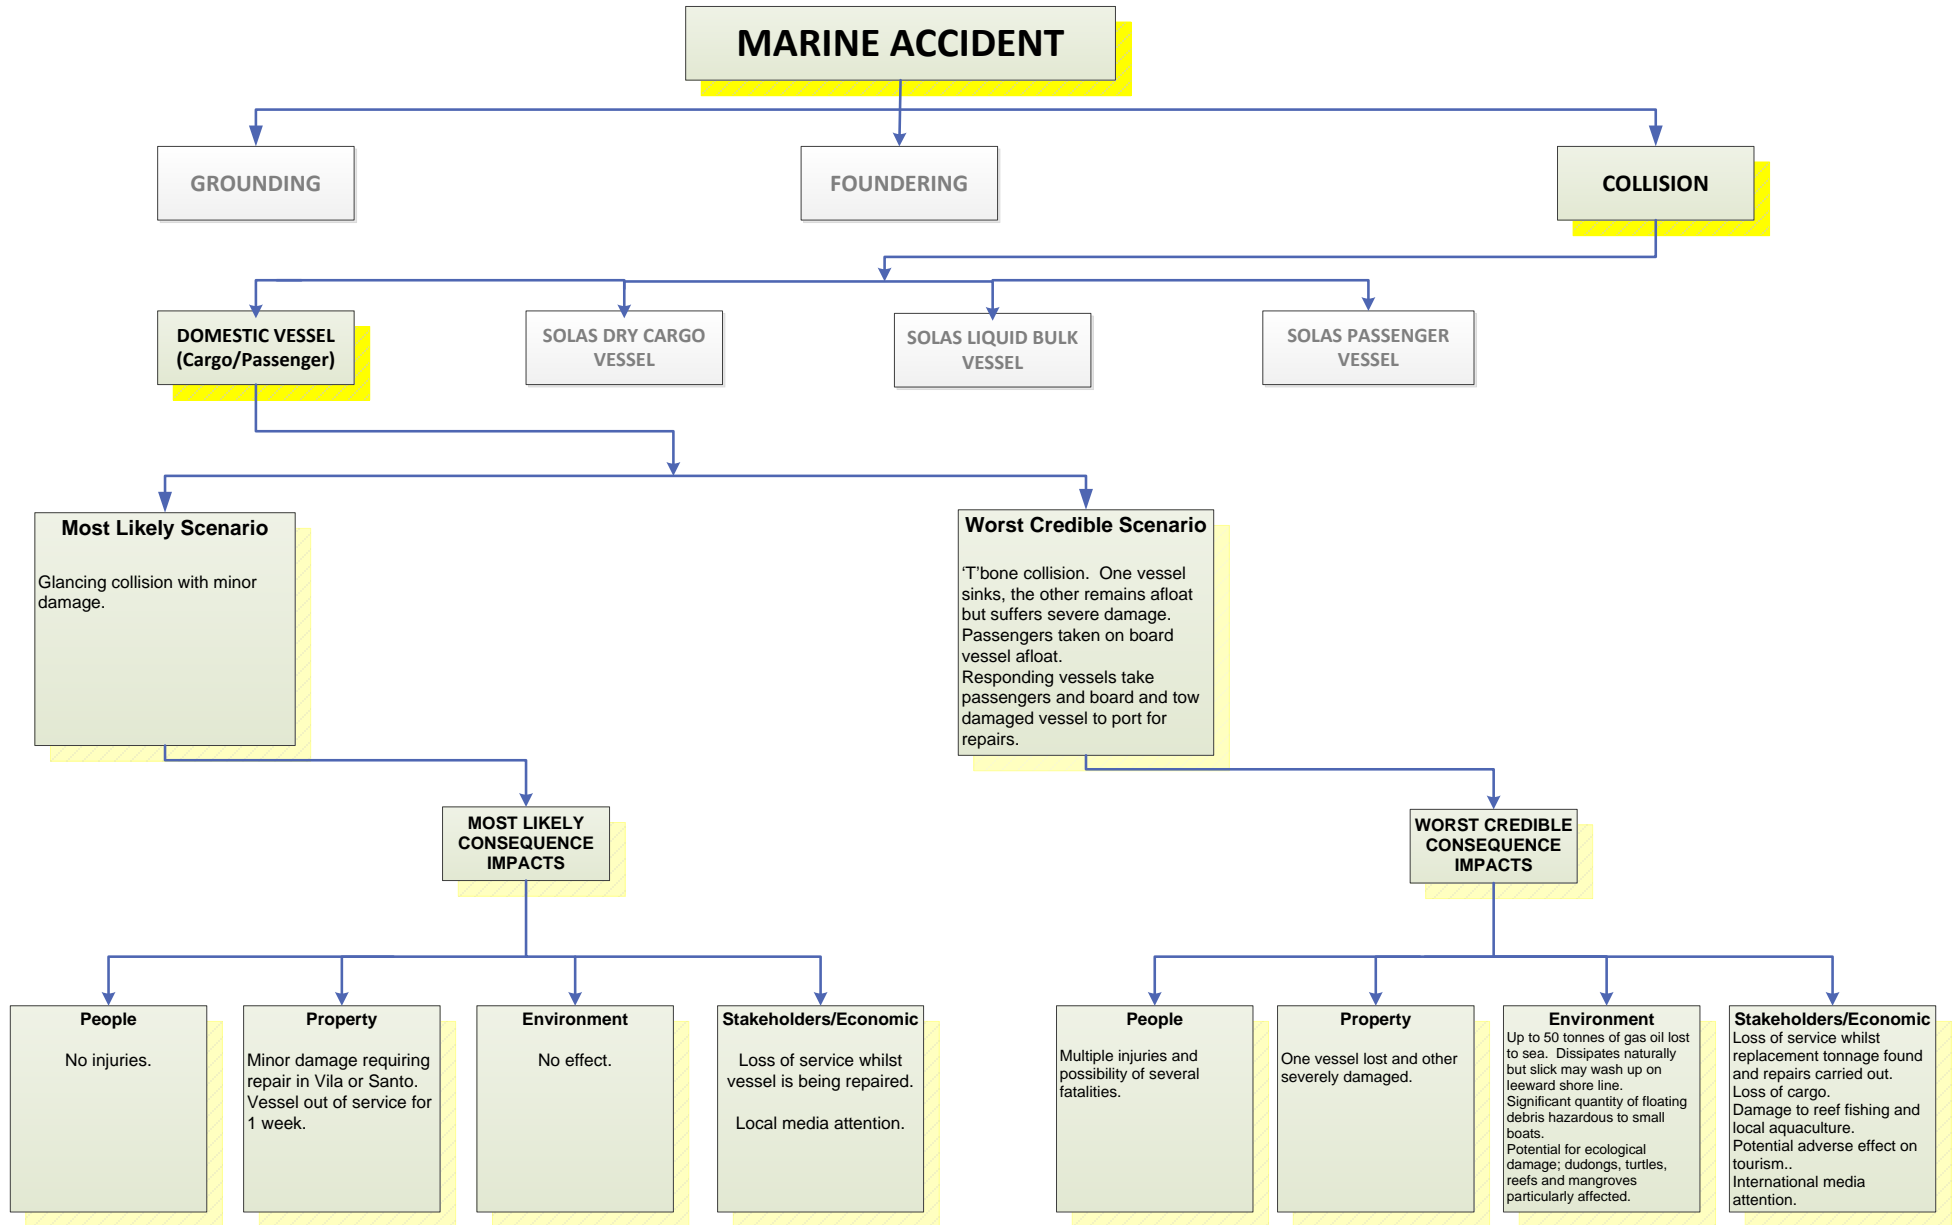 MARINE ACCIDENT
GROUNDING
FOUNDERING
COLLISION
DOMESTIC VESSEL
(Cargo/Passenger)
SOLAS DRY CARGO
VESSEL
SOLAS LIQUID BULK
VESSEL
SOLAS PASSENGER
VESSEL
Most Likely Scenario
Glancing collision with minor
damage.
Worst Credible Scenario
‘T’bone collision.  One vessel
sinks, the other remains afloat
but suffers severe damage.
Passengers taken on board
vessel afloat.
Responding vessels take
passengers and board and tow
damaged vessel to port for
repairs.
MOST LIKELY
CONSEQUENCE
IMPACTS
WORST CREDIBLE
CONSEQUENCE
IMPACTS
People
No injuries.
Property
Minor damage requiring
repair in Vila or Santo.
Vessel out of service for
1 week.
Environment
No effect.
Stakeholders/Economic
Loss of service whilst
vessel is being repaired.
Local media attention.
People
Multiple injuries and
possibility of several
fatalities.
Property
One vessel lost and other
severely damaged.
Environment
Up to 50 tonnes of gas oil lost
to sea.  Dissipates naturally
but slick may wash up on
leeward shore line.
Significant quantity of floating
debris hazardous to small
boats.
Potential for ecological
damage; dudongs, turtles,
reefs and mangroves
particularly affected.
Stakeholders/Economic
Loss of service whilst
replacement tonnage found
and repairs carried out.
Loss of cargo.
Damage to reef fishing and
local aquaculture.
Potential adverse effect on
tourism..
International media
attention.